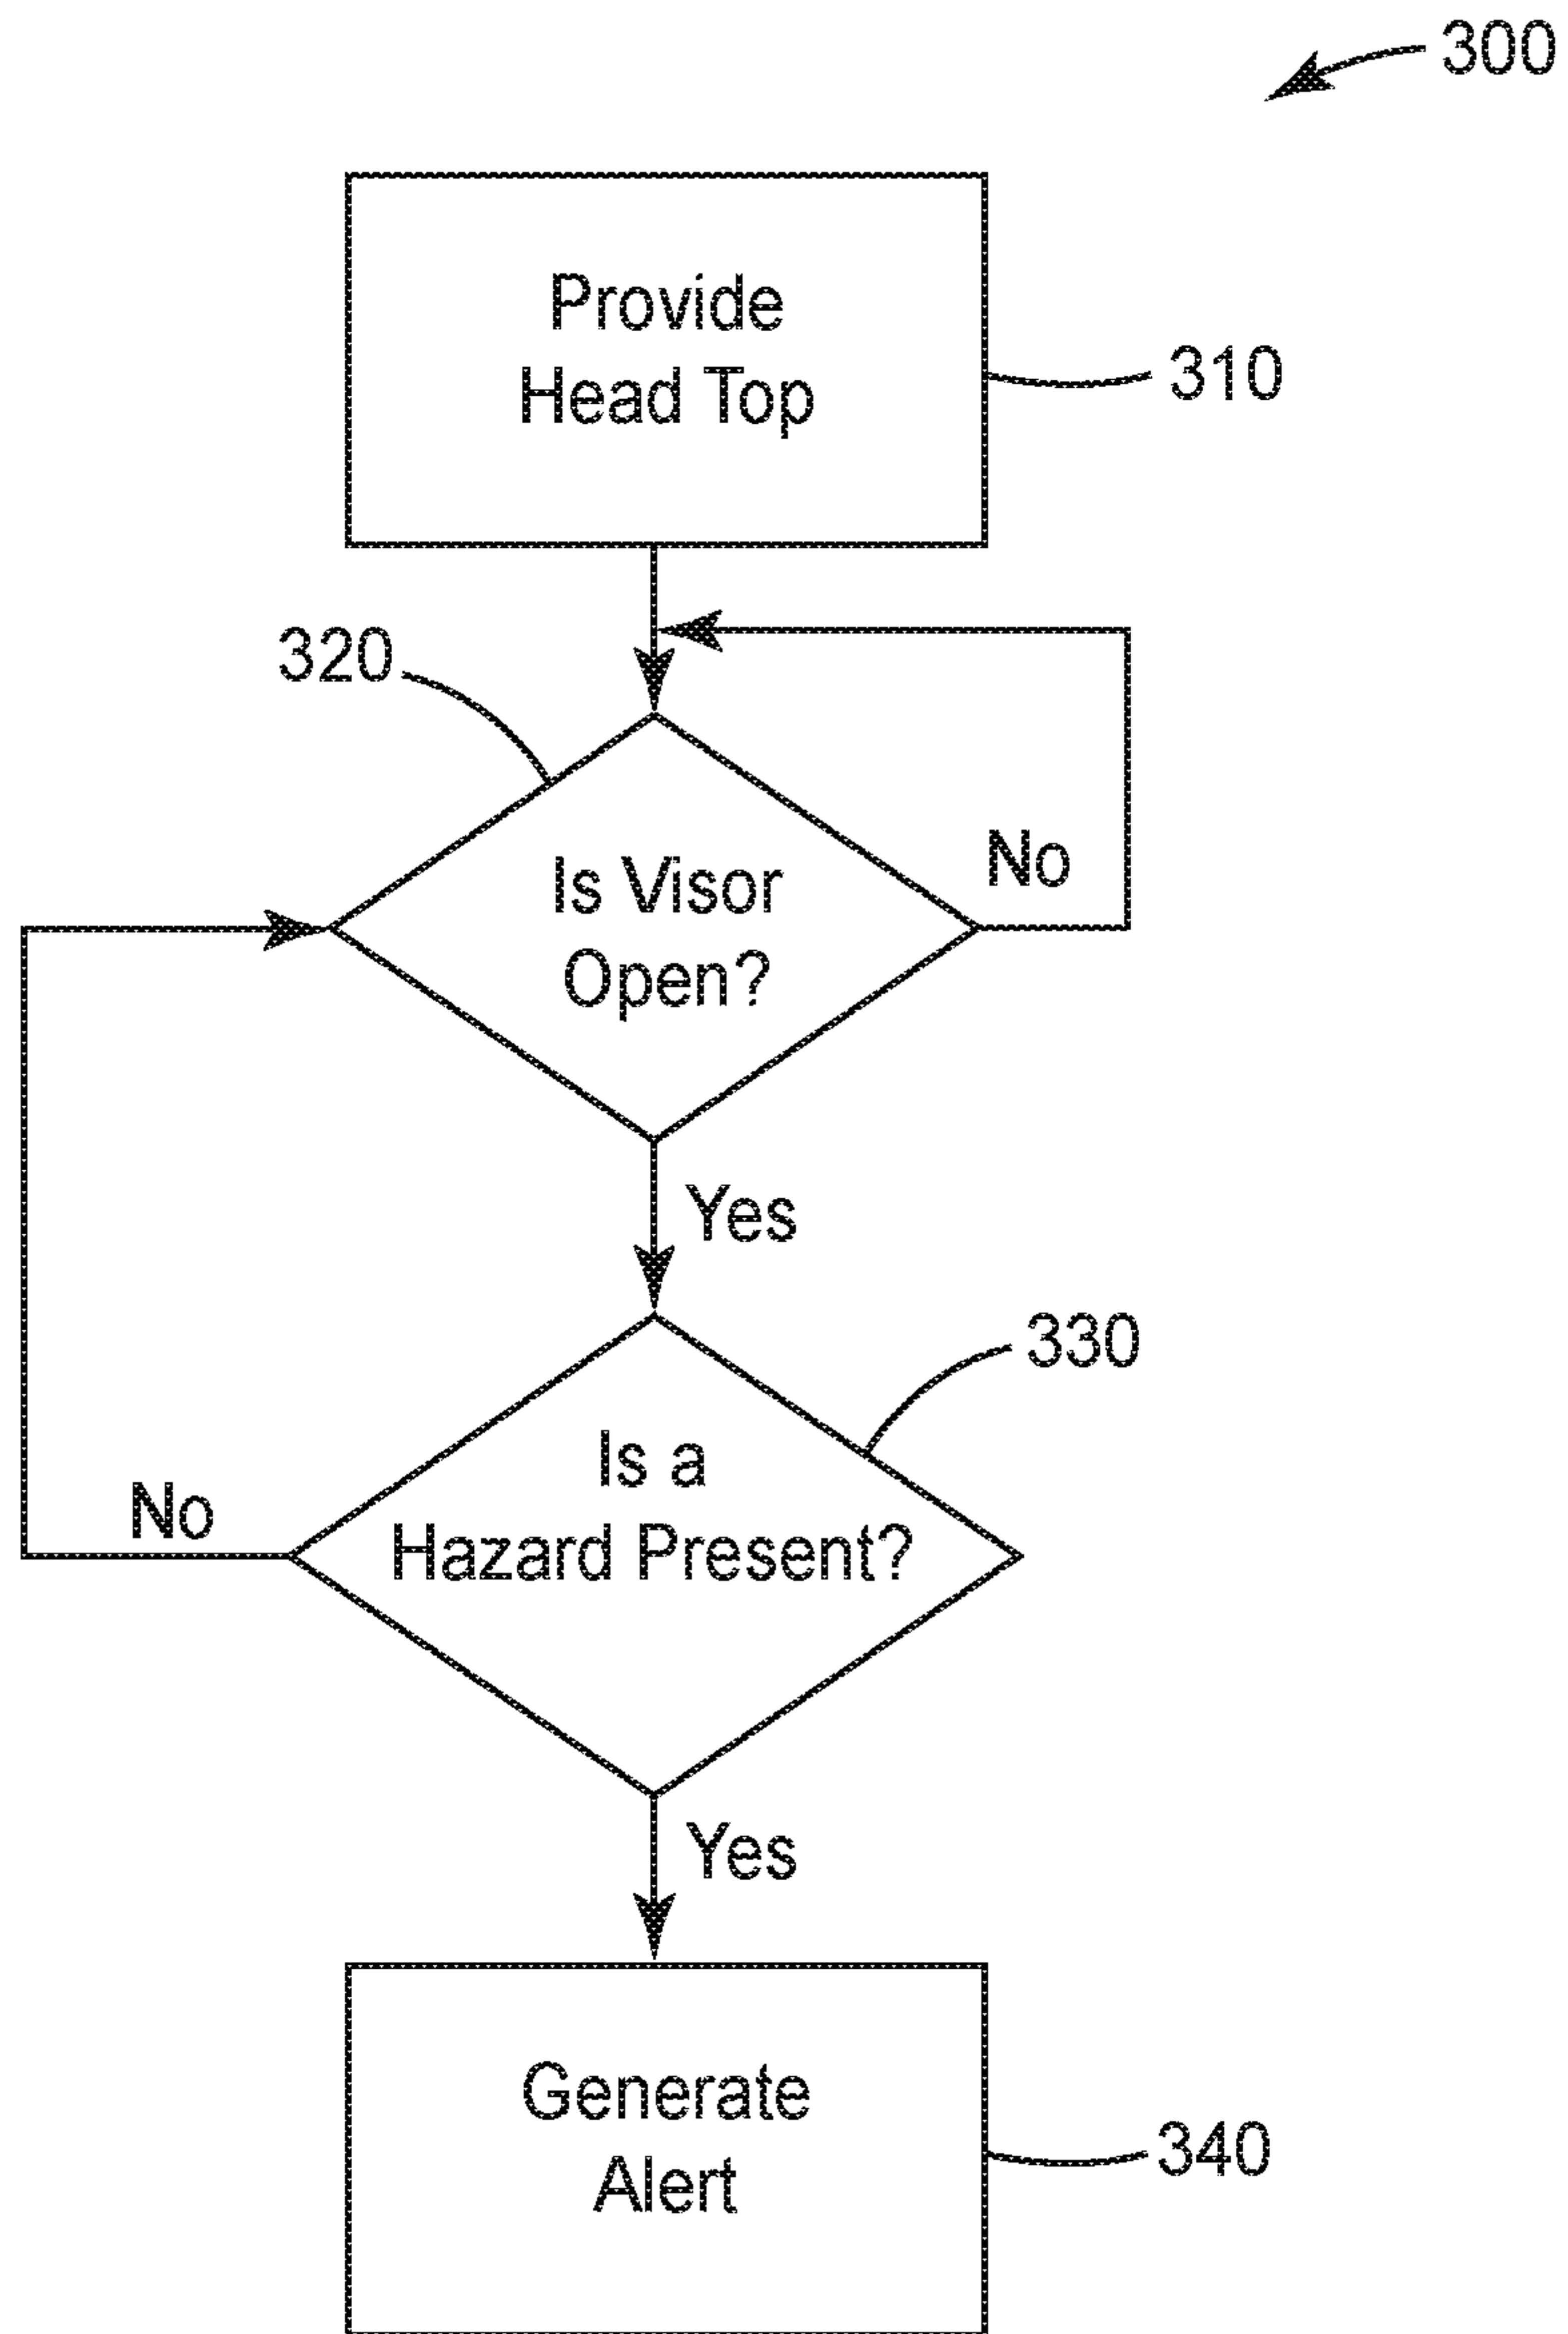 300
Provide
Head Top
310
320
No
Is Visor
Open?
Yes
330
Is a
Hazard Present?
No
Yes
Generate
Alert
340